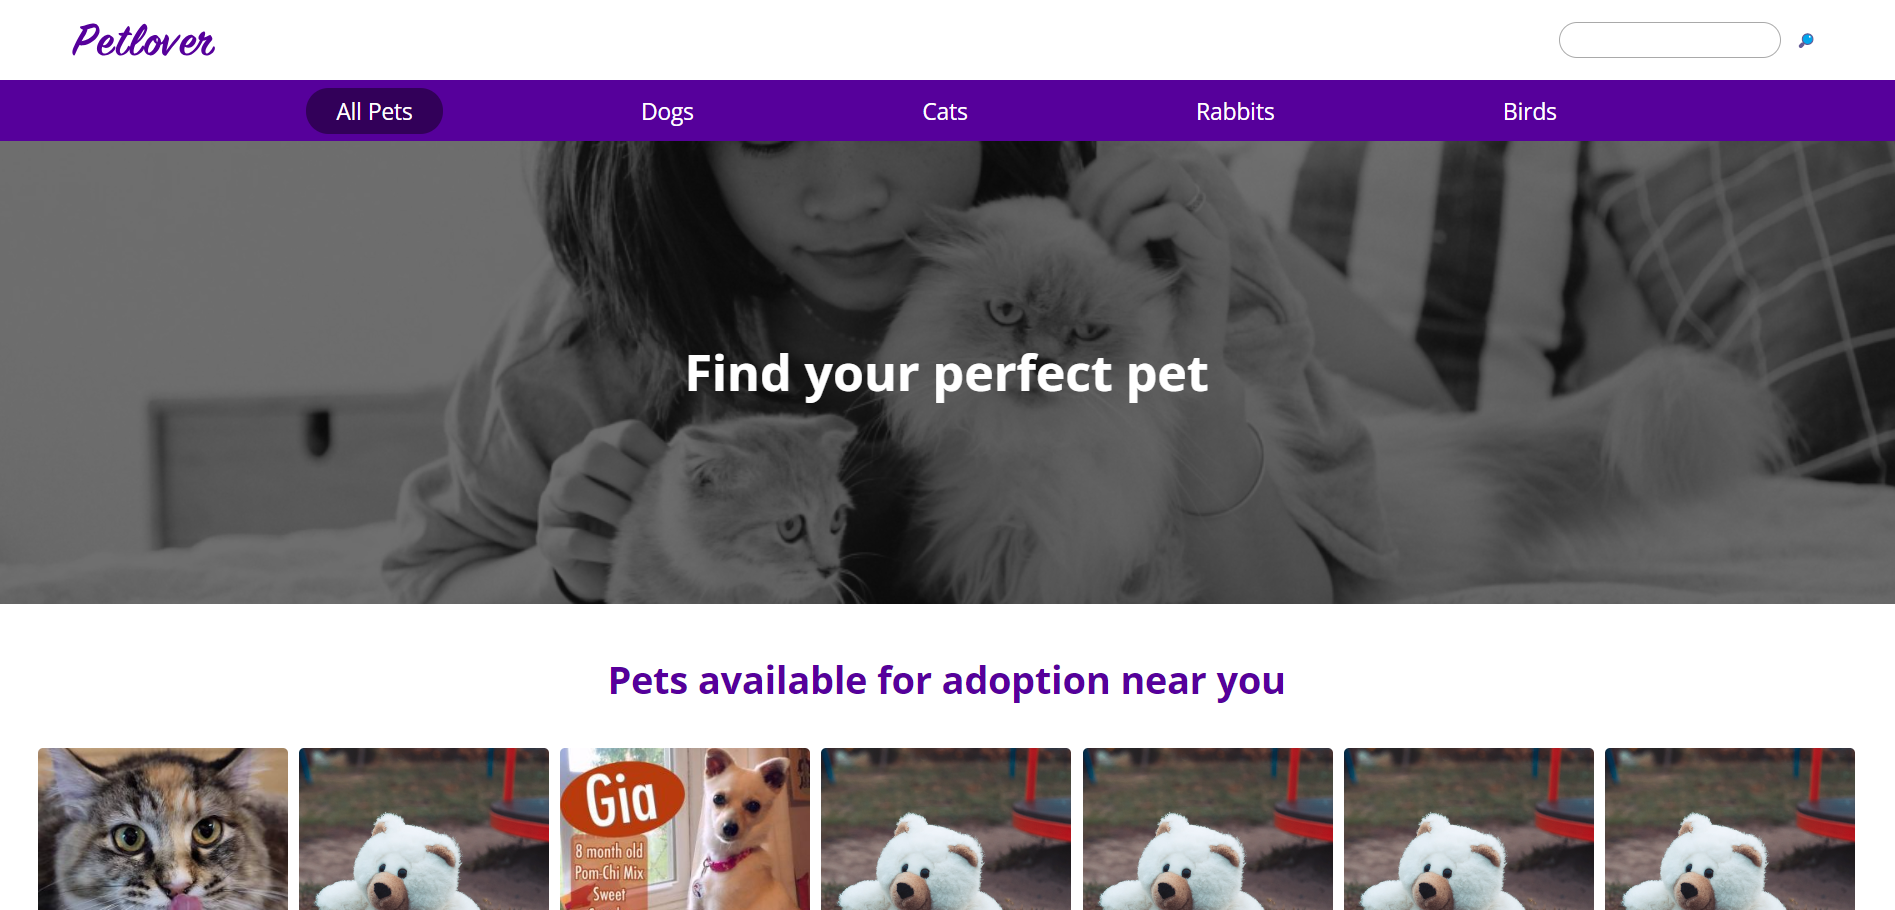 Petlover
All Pets
Dogs
Cats
Rabbits
Birds
Find your perfect pet
Pets available for adoption near you
Gia
8 month old
Pom-Chi Mix
Sweet